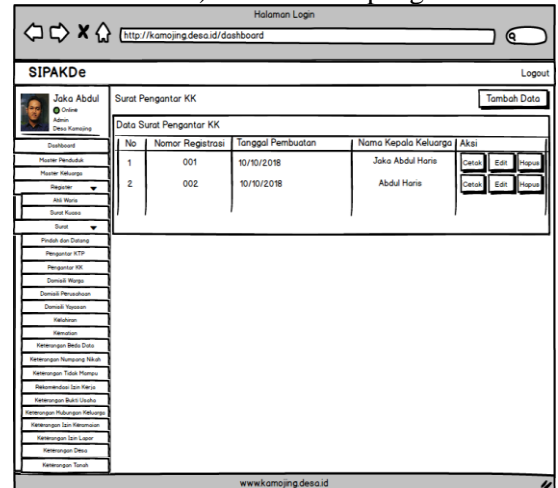 Halaman Login
http://kamojing.desa.id/dashboard
SIPAKDe
Logout
Jaka Abdul
Online
Admin
Desa Kamojing
Surat Pengantar KK
Tambah Data
Data Surat Pengantar KK
No Nomor Registrasi Tanggal Pembuatan Nama Kepala Keluarga Aksi
1 001 10/10/2018 Jaka Abdul Haris Cetak Edit Hapus
2 002 10/10/2018 Abdul Haris Cetak Edit Hapus
Dashboard
Master Penduduk
Master Keluarga
Register
Ahli Waris
Surat Kuasa
Surat
Pindah dan Datang
Pengantar KTP
Pengantar KK
Domisili Warga
Domisili Perusahaan
Domisili Yayasan
Kelahiran
Kematian
Keterangan Beda Data
Keterangan Numpang Nikah
Keterangan Tidak Mampu
Rekomendasi Izin Kerja
Keterangan Bukti Usaha
Keterangan Hubungan Keluarga
Keterangan Izin Keramaian
Keterangan Izin Lapor
Keterangan Desa
Keterangan Tanah
www.kamojing.desa.id